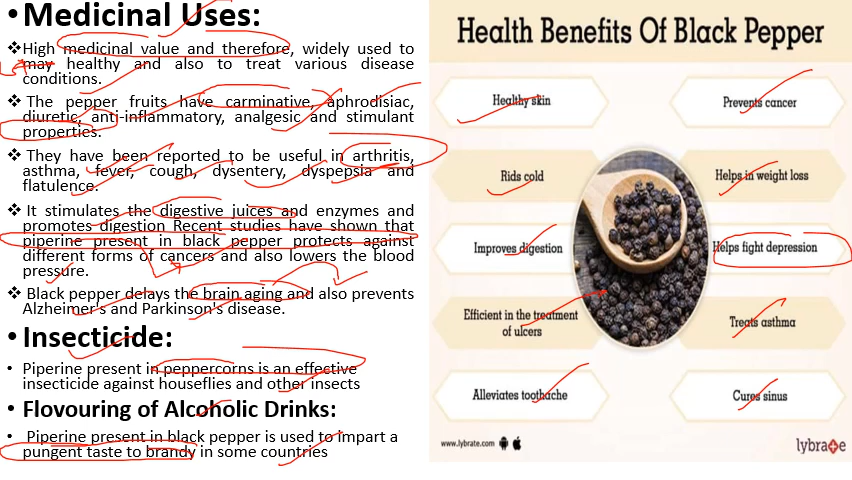 • Medicinal Uses:
❖High medicinal value and therefore, widely used to
may healthy and also to treat various disease
conditions.
❖ The pepper fruits have carminative, aphrodisiac,
diuretic, anti-inflammatory, analgesic and stimulant
properties.
❖ They have been reported to be useful in arthritis,
asthma, fever, cough, dysentery, dyspepsia and
flatulence.
❖ It stimulates the digestive juices and enzymes and
promotes digestion Recent studies have shown that
piperine present in black pepper protects against
different forms of cancers and also lowers the blood
pressure.
❖ Black pepper delays the brain aging and also prevents
Alzheimer's and Parkinson's disease.
• Insecticide:
• Piperine present in peppercorns is an effective
insecticide against houseflies and other insects
• Flovouring of Alcoholic Drinks:
• Piperine present in black pepper is used to impart a
pungent taste to brandy in some countries
Health Benefits Of Black Pepper
Healthy skin
Prevents cancer
Rids cold
Helps in weight loss
Improves digestion
Helps fight depression
Efficient in the treatment
of ulcers
Treats asthma
Alleviates toothache
Cures sinus
www.lybrate.com
lybrate